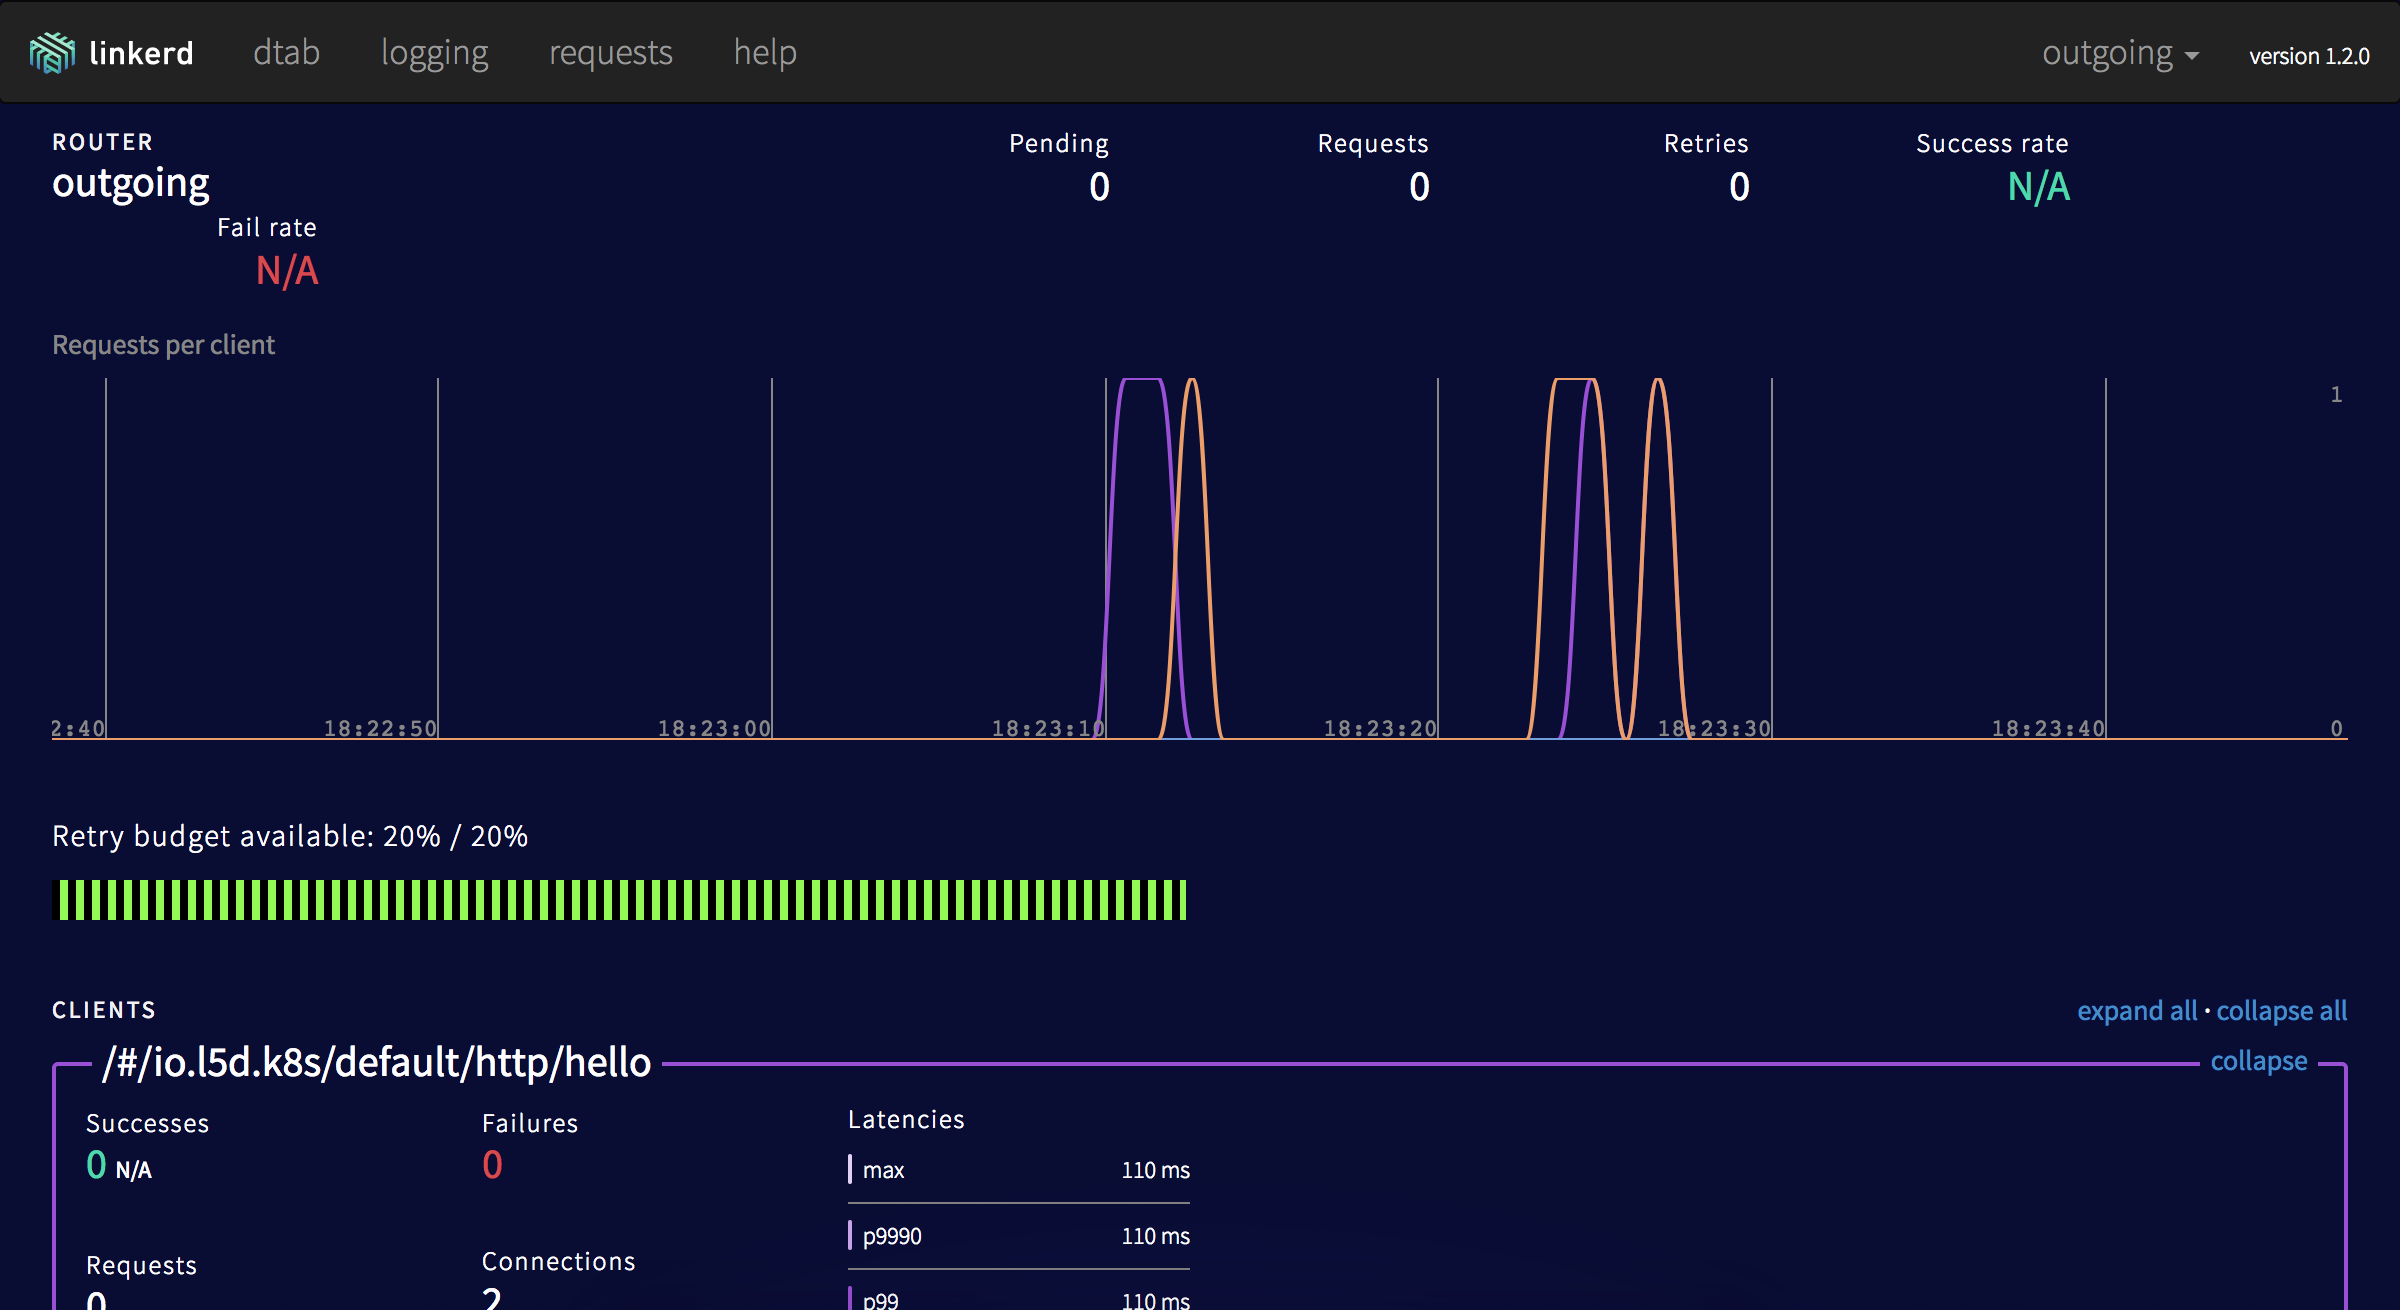 linkerd dtab logging requests help outgoing version 1.2.0
ROUTER
outgoing
Pending Requests Retries Success rate
0 0 0 N/A
Fail rate
N/A
Requests per client
1
2:40 18:22:50 18:23:00 18:23:10 18:23:20 18:23:30 18:23:40 0
Retry budget available: 20% / 20%
CLIENTS expand all · collapse all
/#/io.l5d.k8s/default/http/hello collapse
Successes Failures Latencies
0 N/A 0
max 110 ms
p9990 110 ms
Requests Connections
0 2
p99 110 ms